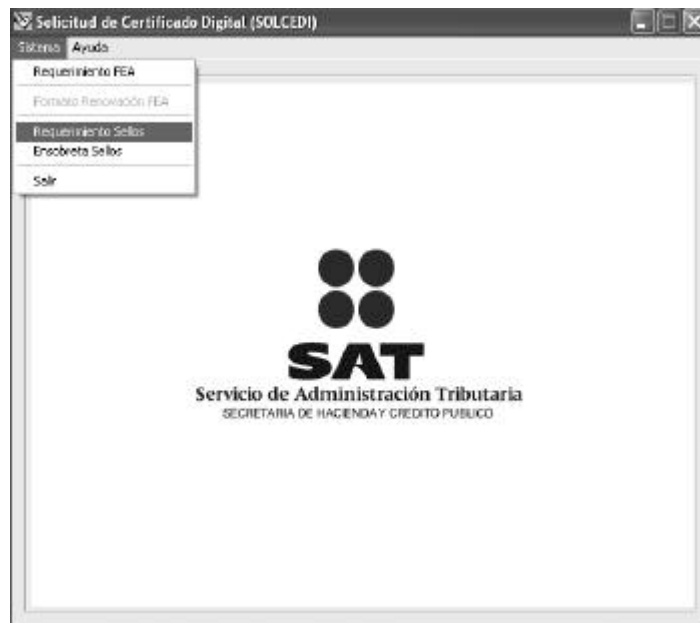 Solicitud de Certificado Digital (SOLCEDI)
Sistema Ayuda
Requerimiento FEA
Formato Renovación FEA
Requerimiento Sellos
Ensobreta Sellos
Salir
SAT
Servicio de Administración Tributaria
SECRETARIA DE HACIENDA Y CREDITO PUBLICO